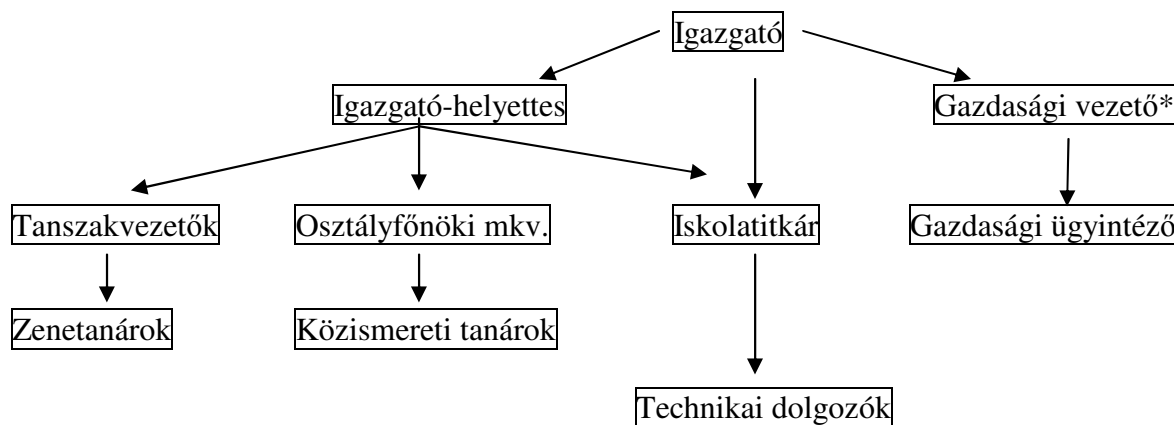 Igazgató
Igazgató-helyettes
Gazdasági vezető*
Tanszakvezetők
Osztályfőnöki mkv.
Iskolatitkár
Gazdasági ügyintéző
Zenetanárok
Közismereti tanárok
Technikai dolgozók